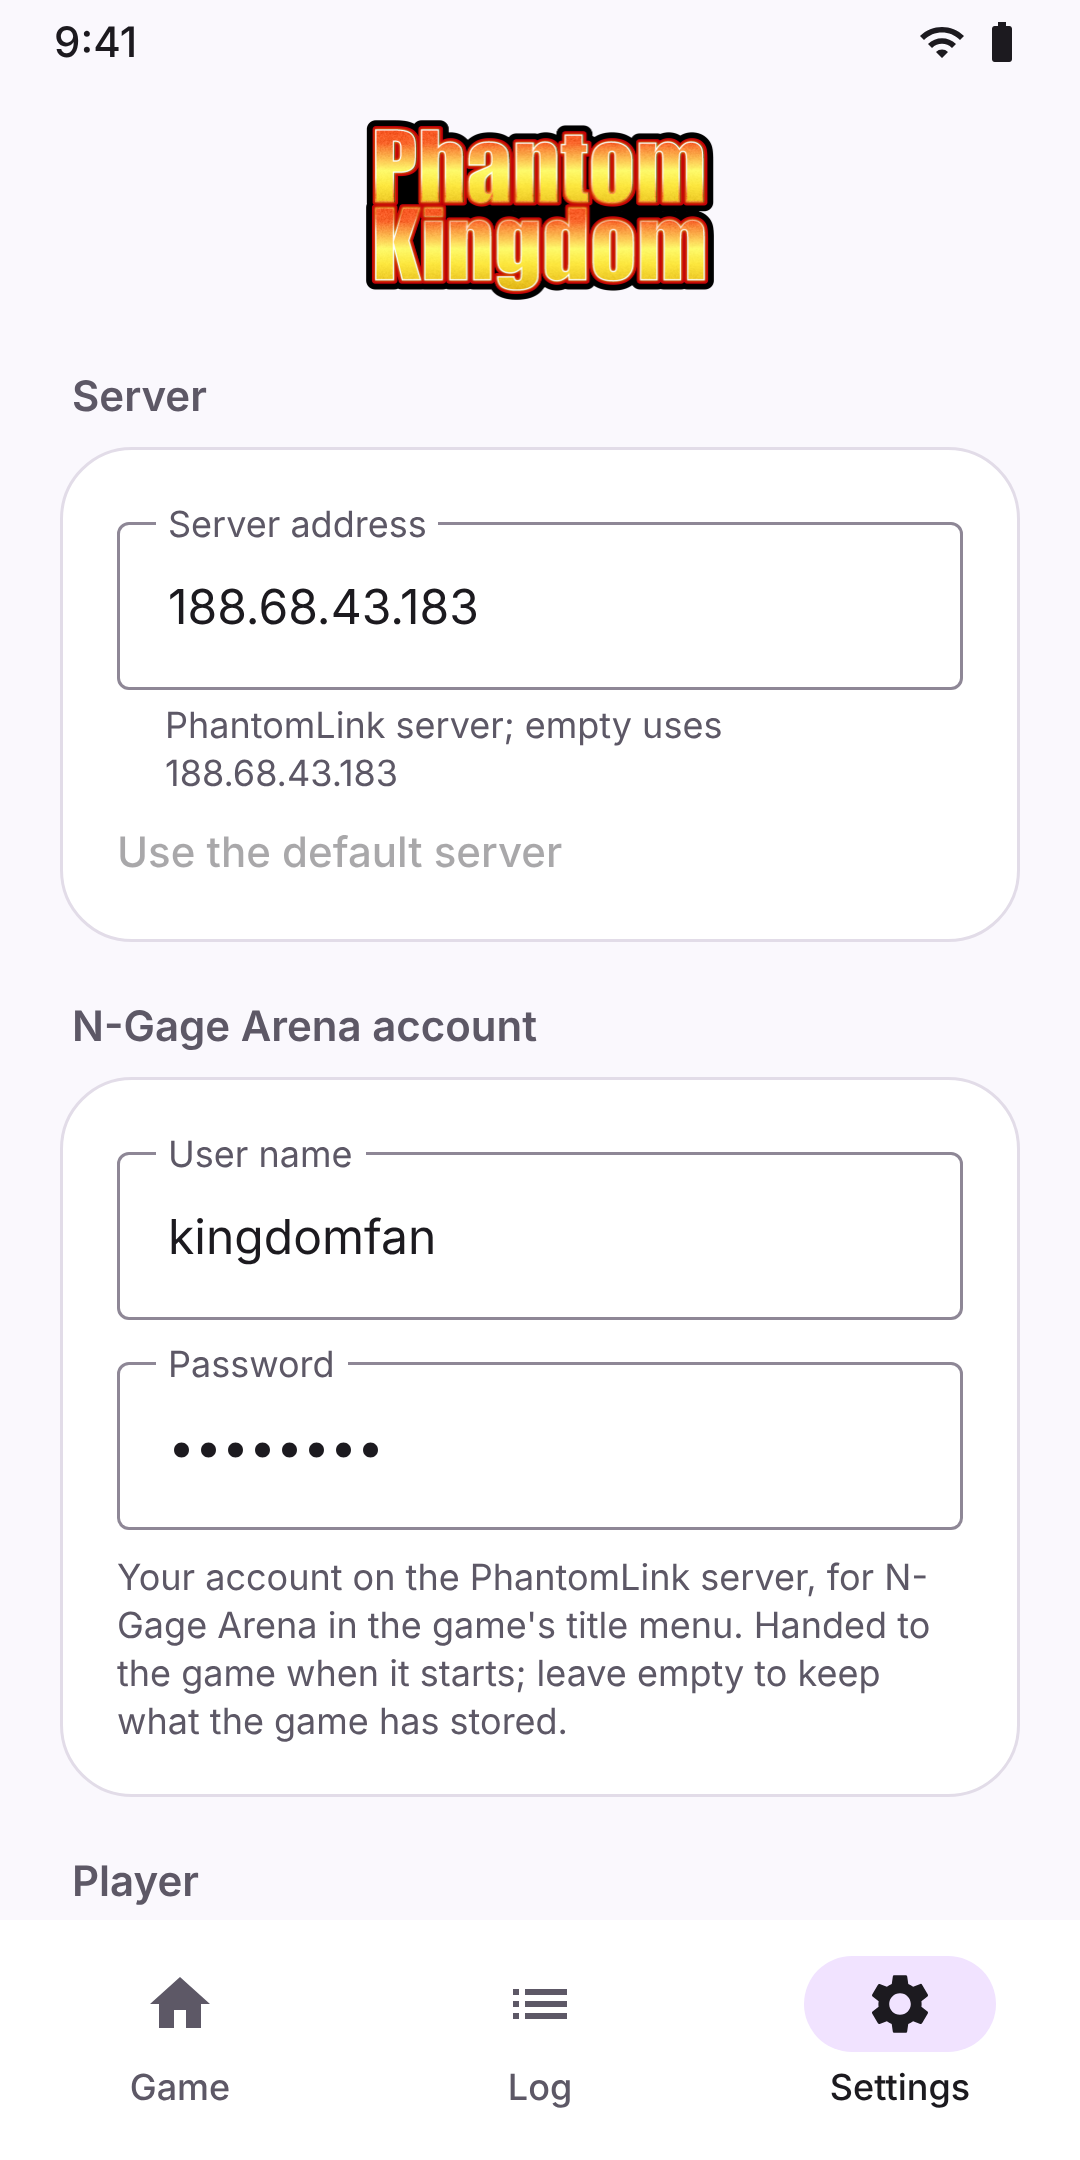 9:41
Phantom
Kingdom
Server
Server address
188.68.43.183
PhantomLink server; empty uses
188.68.43.183
Use the default server
N-Gage Arena account
User name
kingdomfan
Password
••••••••
Your account on the PhantomLink server, for N-
Gage Arena in the game's title menu. Handed to
the game when it starts; leave empty to keep
what the game has stored.
Player
Game
Log
Settings